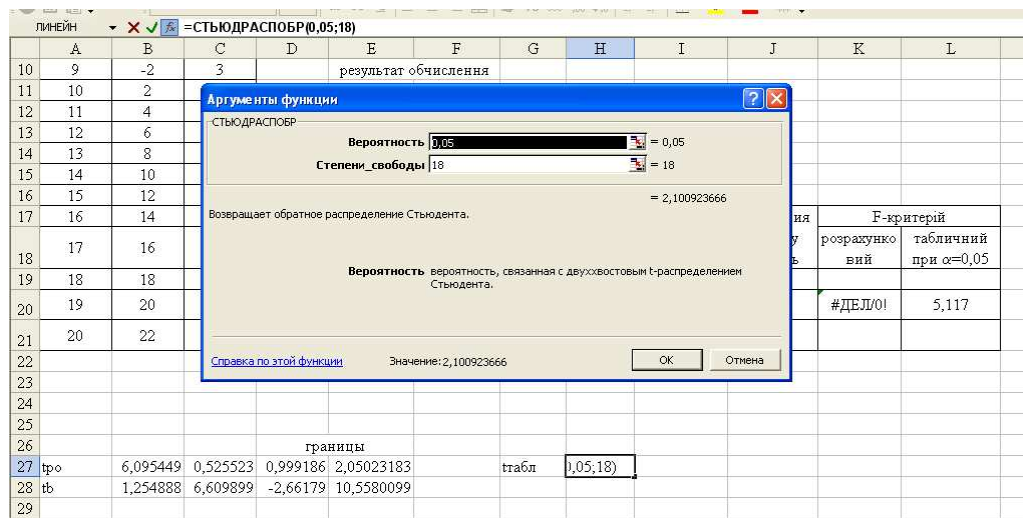 ЛИНЕЙН =СТЬЮДРАСПОБР(0,05;18)
A B C D E F G H I J K L
10 9 -2 3 результат обчислення
11 10 2
Аргументы функции
12 11 4
СТЬЮДРАСПОБР
13 12 6
Вероятность 0,05 = 0,05
14 13 8
Степени_свободы 18 = 18
15 14 10
16 15 12
= 2,100923666
17 16 14
Возвращает обратное распределение Стьюдента.
ия F-критерій
18 17 16
у розрахунко табличний
ь вий при α=0,05
Вероятность вероятность, связанная с двуххвостовым t-распределением
Стьюдента.
19 18 18
20 19 20 #ДЕЛ/0! 5,117
21 20 22
Справка по этой функции Значение:2,100923666 OK Отмена
22
23
24
25
26 границы
27 tро 6,095449 0,525523 0,999186 2,05023183 tтабл ),05;18)
28 tb 1,254888 6,609899 -2,66179 10,5580099
29